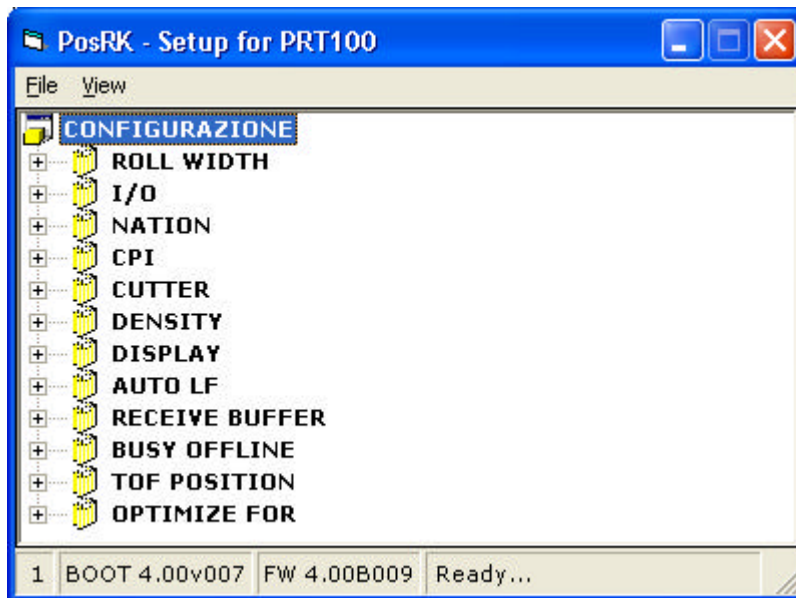 PosRK - Setup for PRT100
File View
CONFIGURAZIONE
ROLL WIDTH
I/O
NATION
CPI
CUTTER
DENSITY
DISPLAY
AUTO LF
RECEIVE BUFFER
BUSY OFFLINE
TOF POSITION
OPTIMIZE FOR
1 BOOT 4.00v007 FW 4.00B009 Ready...